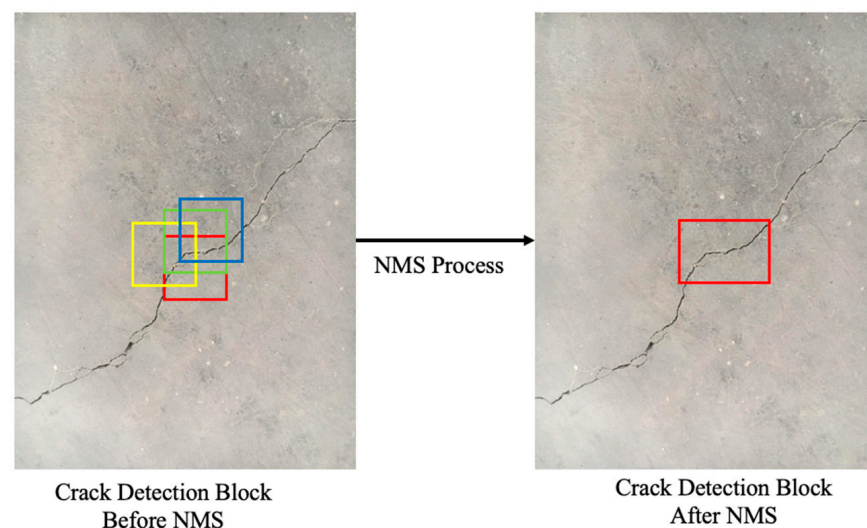 NMS Process
Crack Detection Block
Before NMS
Crack Detection Block
After NMS